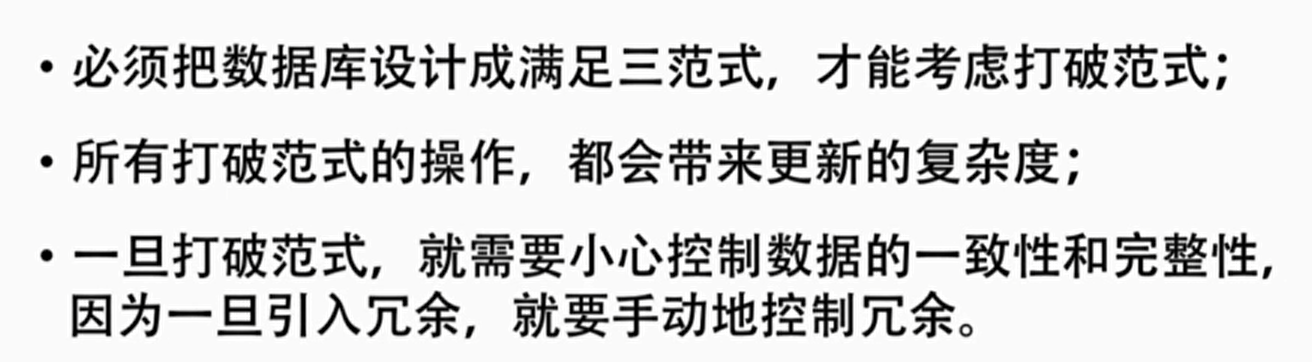 • 必须把数据库设计成满足三范式，才能考虑打破范式；
• 所有打破范式的操作，都会带来更新的复杂度；
• 一旦打破范式，就需要小心控制数据的一致性和完整性，
因为一旦引入冗余，就要手动地控制冗余。